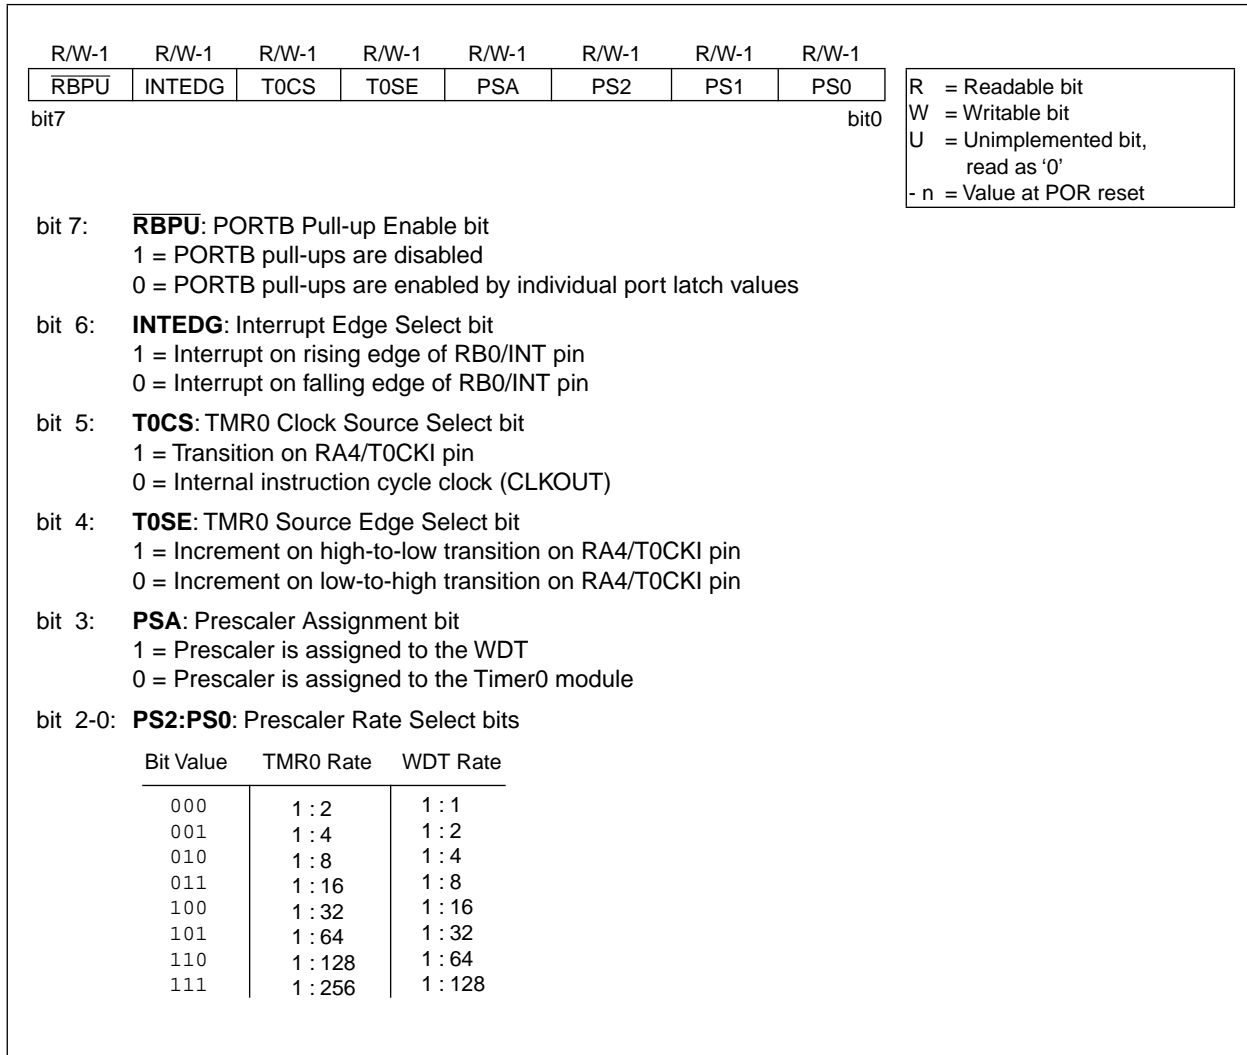 R/W-1 R/W-1 R/W-1 R/W-1 R/W-1 R/W-1 R/W-1 R/W-1
RBPU INTEDG T0CS T0SE PSA PS2 PS1 PS0
bit7 bit0
R = Readable bit
W = Writable bit
U = Unimplemented bit,
read as ‘0’
- n = Value at POR reset
bit 7: RBPU: PORTB Pull-up Enable bit
1 = PORTB pull-ups are disabled
0 = PORTB pull-ups are enabled by individual port latch values
bit 6: INTEDG: Interrupt Edge Select bit
1 = Interrupt on rising edge of RB0/INT pin
0 = Interrupt on falling edge of RB0/INT pin
bit 5: T0CS: TMR0 Clock Source Select bit
1 = Transition on RA4/T0CKI pin
0 = Internal instruction cycle clock (CLKOUT)
bit 4: T0SE: TMR0 Source Edge Select bit
1 = Increment on high-to-low transition on RA4/T0CKI pin
0 = Increment on low-to-high transition on RA4/T0CKI pin
bit 3: PSA: Prescaler Assignment bit
1 = Prescaler is assigned to the WDT
0 = Prescaler is assigned to the Timer0 module
bit 2-0: PS2:PS0: Prescaler Rate Select bits
Bit Value TMR0 Rate WDT Rate
000 1 : 2 1 : 1
001 1 : 4 1 : 2
010 1 : 8 1 : 4
011 1 : 16 1 : 8
100 1 : 32 1 : 16
101 1 : 64 1 : 32
110 1 : 128 1 : 64
111 1 : 256 1 : 128